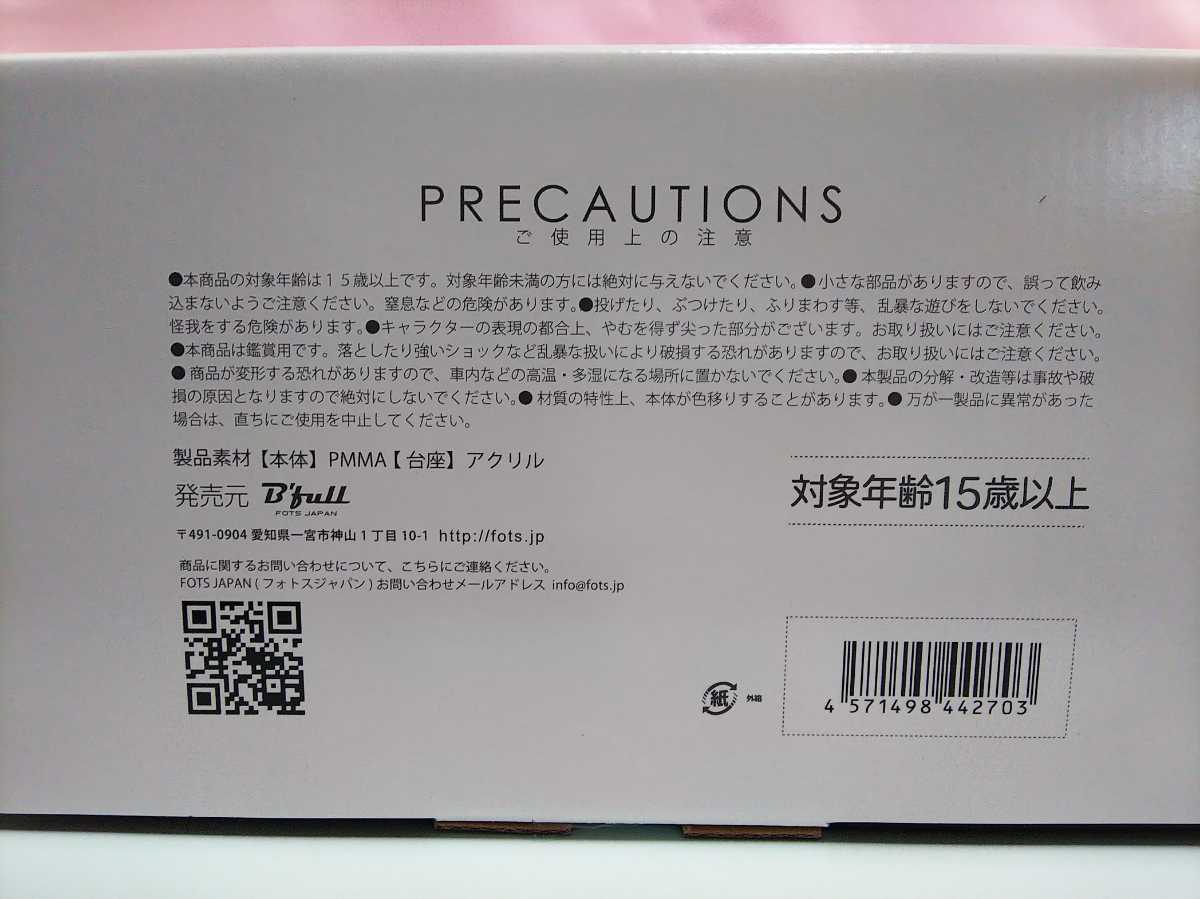 PRECAUTIONS
ご使用上の注意
●本商品の対象年齢は15歳以上です。対象年齢未満の方には絶対に与えないでください。●小さな部品がありますので、誤って飲み
込まないようご注意ください。窒息などの危険があります。●投げたり、ぶつけたり、ふりまわす等、乱暴な遊びをしないでください。
怪我をする危険があります。●キャラクターの表現の都合上、やむを得ず尖った部分がございます。お取り扱いにはご注意ください。
●本商品は鑑賞用です。落としたり強いショックなど乱暴な扱いにより破損する恐れがありますので、お取り扱いにはご注意ください。
●商品が変形する恐れがありますので、車内などの高温・多湿になる場所に置かないでください。●本製品の分解・改造等は事故や破
損の原因となりますので絶対にしないでください。●材質の特性上、本体が色移りすることがあります。●万が一製品に異常があった
場合は、直ちにご使用を中止してください。
製品素材【本体】PMMA【台座】アクリル
発売元 B'full
FOTS JAPAN
〒491-0904 愛知県一宮市神山1丁目10-1 http://fots.jp
商品に関するお問い合わせについて、こちらにご連絡ください。
FOTS JAPAN(フォトスジャパン)お問い合わせメールアドレス info@fots.jp
対象年齢15歳以上
紙 外箱
4 571498 442703